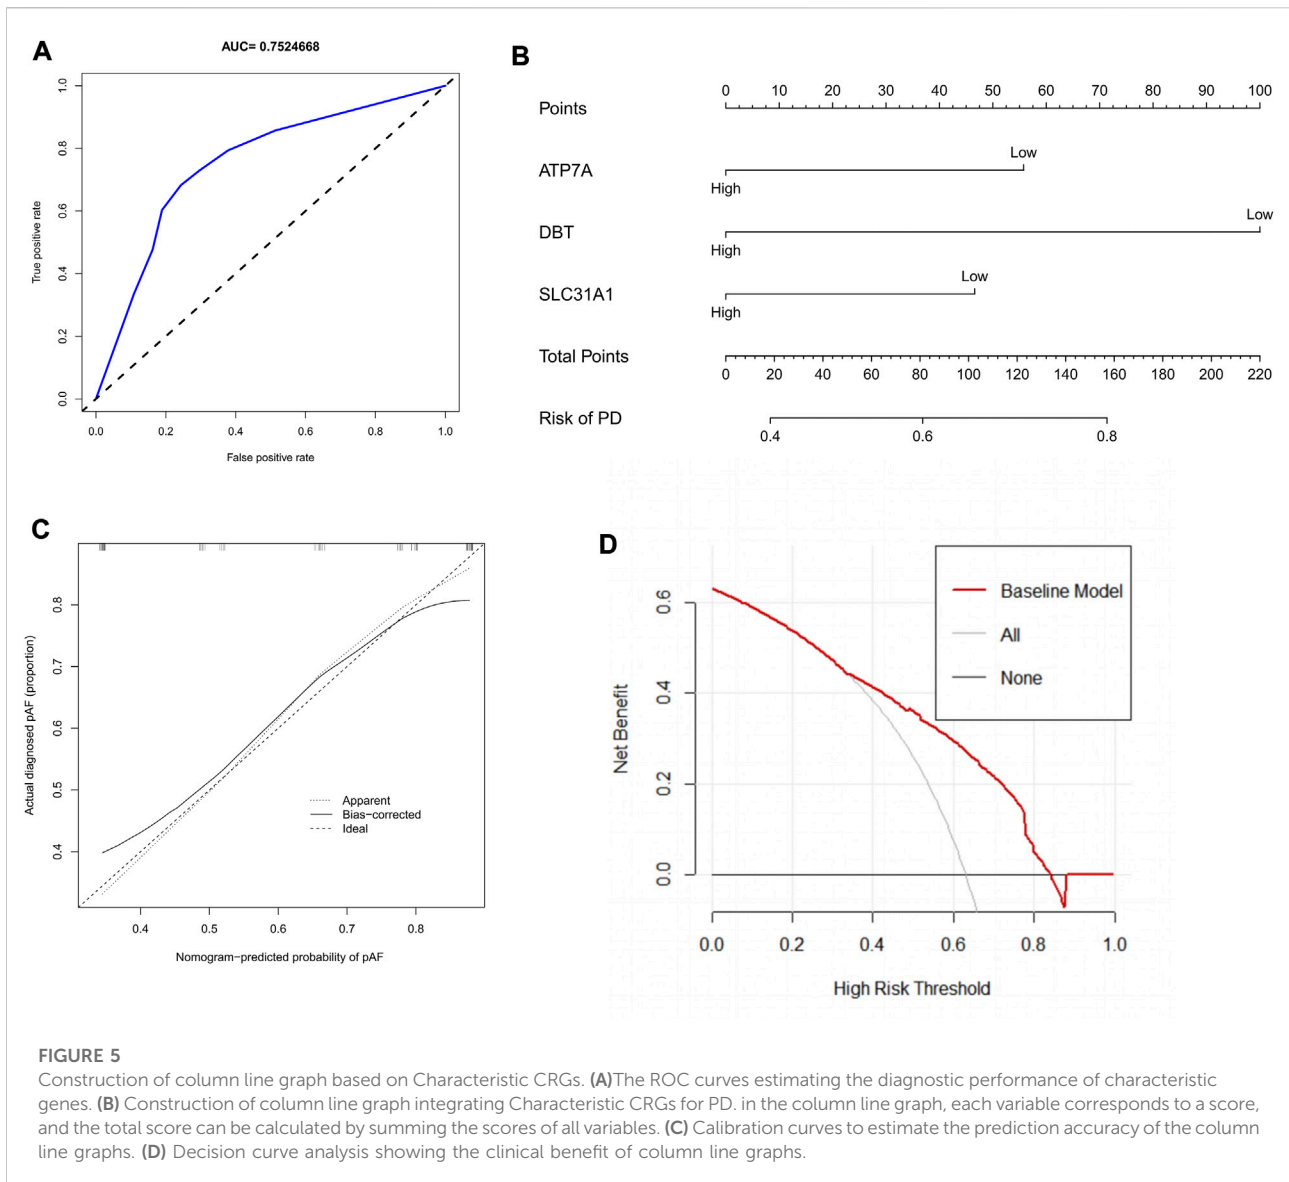 A
AUC= 0.7524668
True positive rate
1.0
0.8
0.6
0.4
0.2
0.0
0.0 0.2 0.4 0.6 0.8 1.0
False positive rate
B
Points
0 10 20 30 40 50 60 70 80 90 100
ATP7A
Low
High
DBT
Low
High
SLC31A1
Low
High
Total Points
0 20 40 60 80 100 120 140 160 180 200 220
Risk of PD
0.4 0.6 0.8
C
Actual diagnosed pAF (proportion)
0.8
0.7
0.6
0.5
0.4
Apparent
Bias−corrected
Ideal
0.4 0.5 0.6 0.7 0.8
Nomogram−predicted probability of pAF
D
Net Benefit
0.6
0.4
0.2
0.0
Baseline Model
All
None
0.0 0.2 0.4 0.6 0.8 1.0
High Risk Threshold
FIGURE 5
Construction of column line graph based on Characteristic CRGs. (A)The ROC curves estimating the diagnostic performance of characteristic
genes. (B) Construction of column line graph integrating Characteristic CRGs for PD. in the column line graph, each variable corresponds to a score,
and the total score can be calculated by summing the scores of all variables. (C) Calibration curves to estimate the prediction accuracy of the column
line graphs. (D) Decision curve analysis showing the clinical benefit of column line graphs.